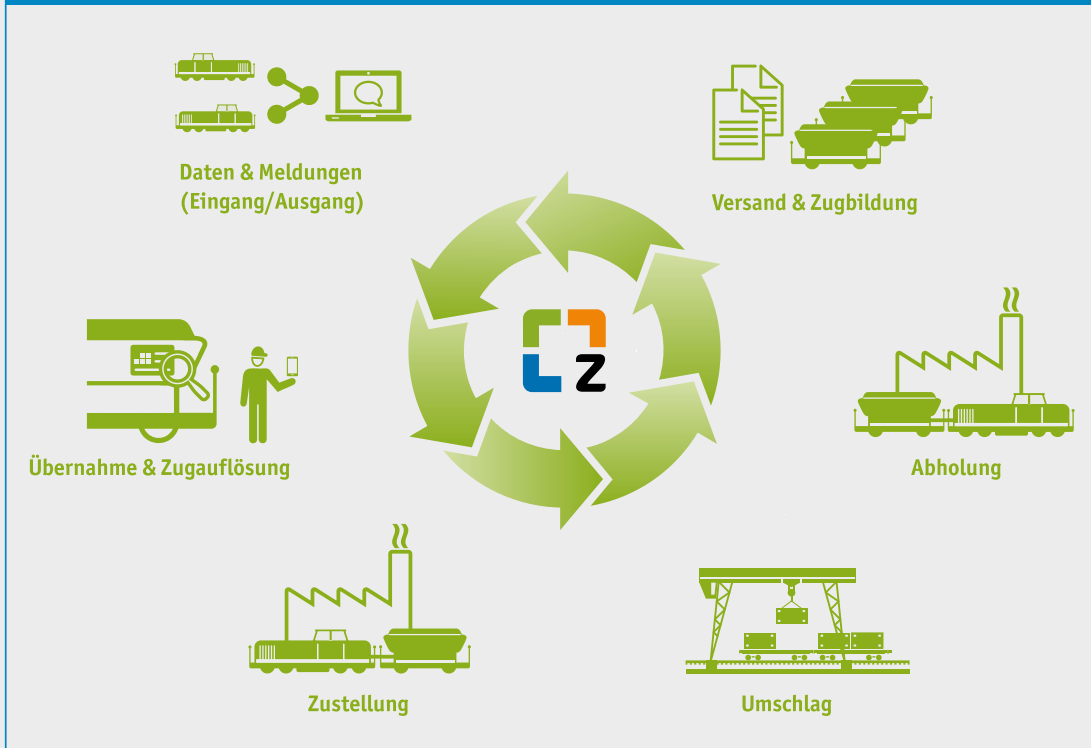 Daten & Meldungen
(Eingang/Ausgang)
Versand & Zugbildung
z
Übernahme & Zugauflösung
Abholung
Zustellung
Umschlag